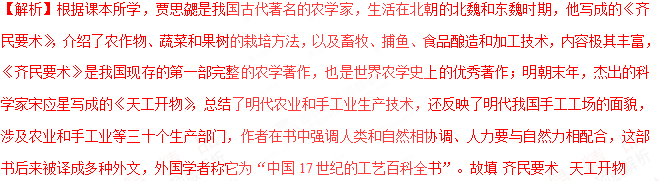 【解析】根据课本所学，贾思勰是我国古代著名的农学家，生活在北朝的北魏和东魏时期，他写成的《齐
民要术》，介绍了农作物、蔬菜和果树的栽培方法，以及畜牧、捕鱼、食品酿造和加工技术，内容极其丰富，
《齐民要术》是我国现存的第一部完整的农学著作，也是世界农学史上的优秀著作；明朝末年，杰出的科
学家宋应星写成的《天工开物》，总结了明代农业和手工业生产技术，还反映了明代我国手工工场的面貌，
涉及农业和手工业等三十个生产部门，作者在书中强调人类和自然相协调、人力要与自然力相配合，这部
书后来被译成多种外文，外国学者称它为“中国 17 世纪的工艺百科全书”。故填 齐民要术 天工开物